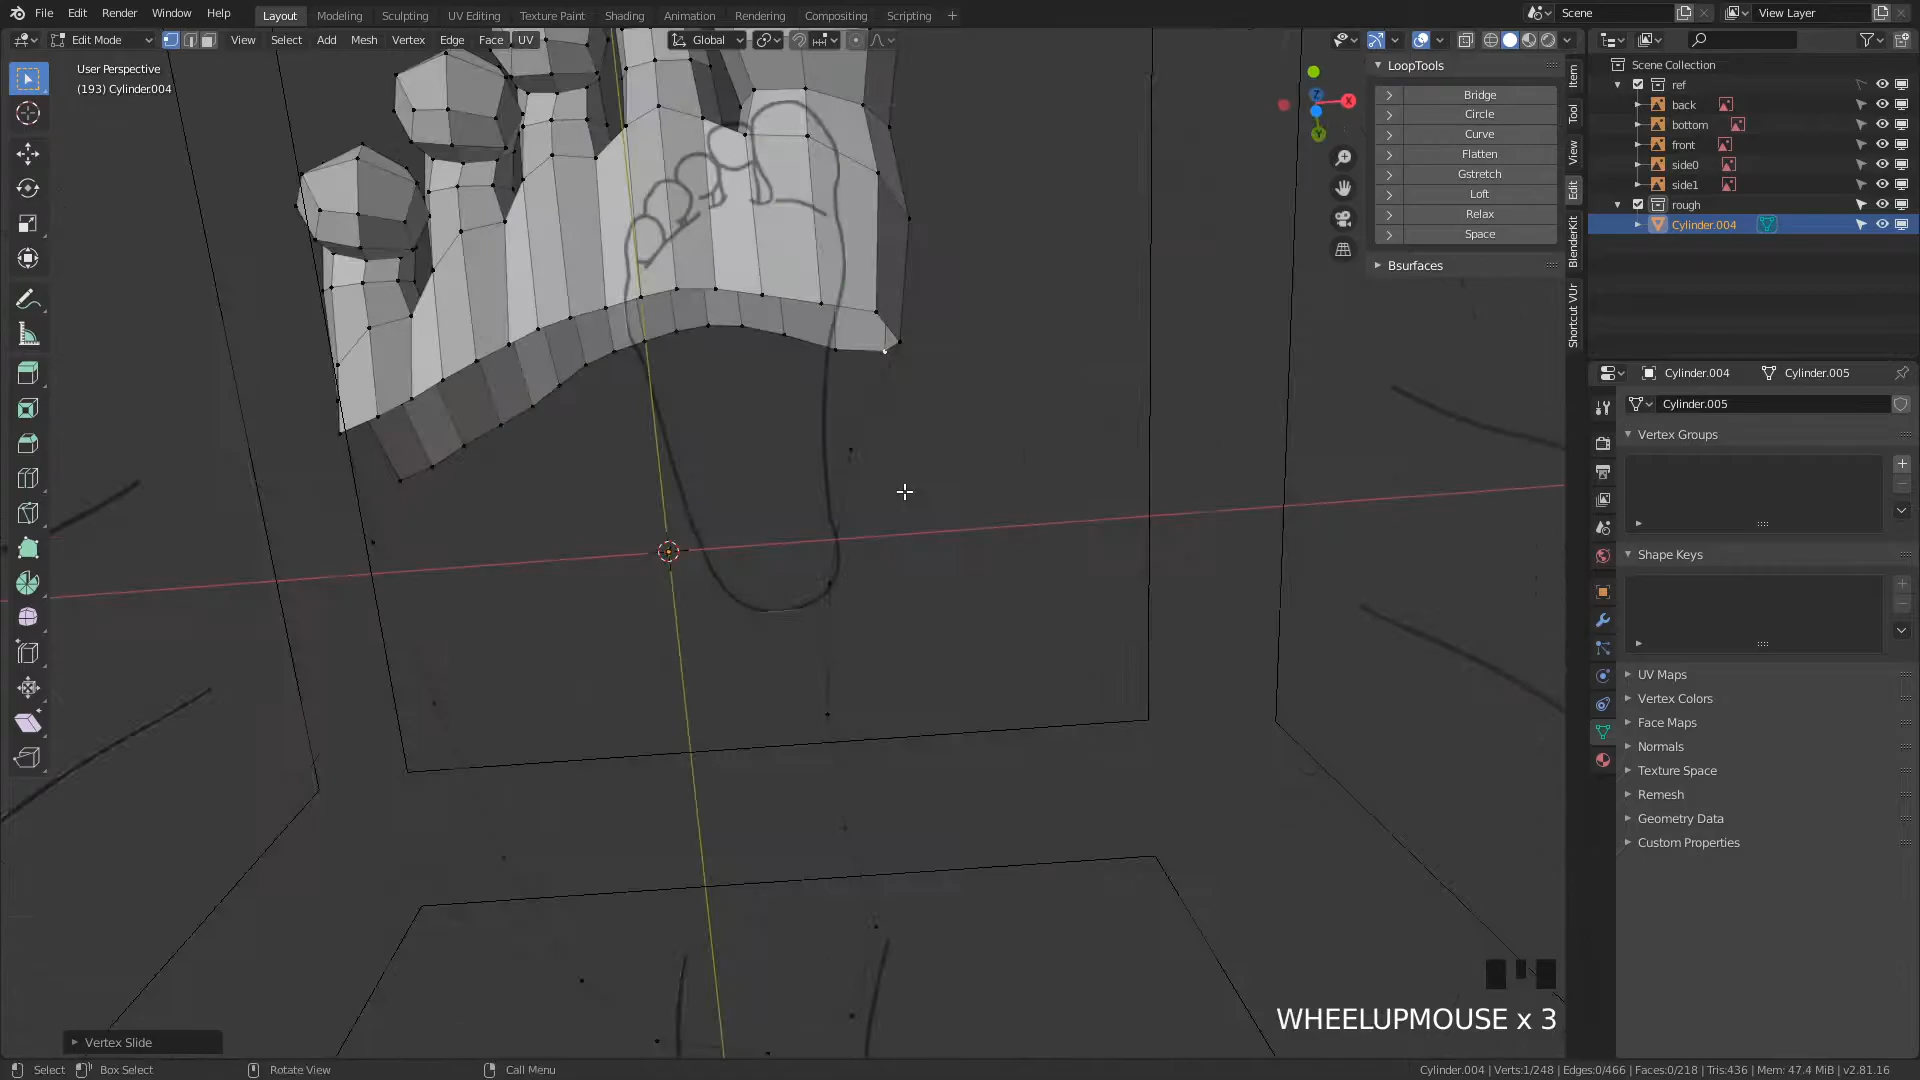 File Edit Render Window Help
Layout Modeling Sculpting UV Editing Texture Paint Shading Animation Rendering Compositing Scripting +
Scene
View Layer
Edit Mode View Select Add Mesh Vertex Edge Face UV
Global
User Perspective
(193) Cylinder.004
X
Y
Z
LoopTools
Bridge
Circle
Curve
Flatten
Gstretch
Loft
Relax
Space
Bsurfaces
Item
Tool
View
Edit
BlenderKit
Shortcut VUr
Scene Collection
ref
back
bottom
front
side0
side1
rough
Cylinder.004
Cylinder.004 Cylinder.005
Cylinder.005
Vertex Groups
Shape Keys
UV Maps
Vertex Colors
Face Maps
Normals
Texture Space
Remesh
Geometry Data
Custom Properties
WHEELUPMOUSE x 3
Vertex Slide
Select Box Select Rotate View Call Menu
Cylinder.004 | Verts:1/248 | Edges:0/466 | Faces:0/218 | Tris:436 | Mem: 47.4 MiB | v2.81.16